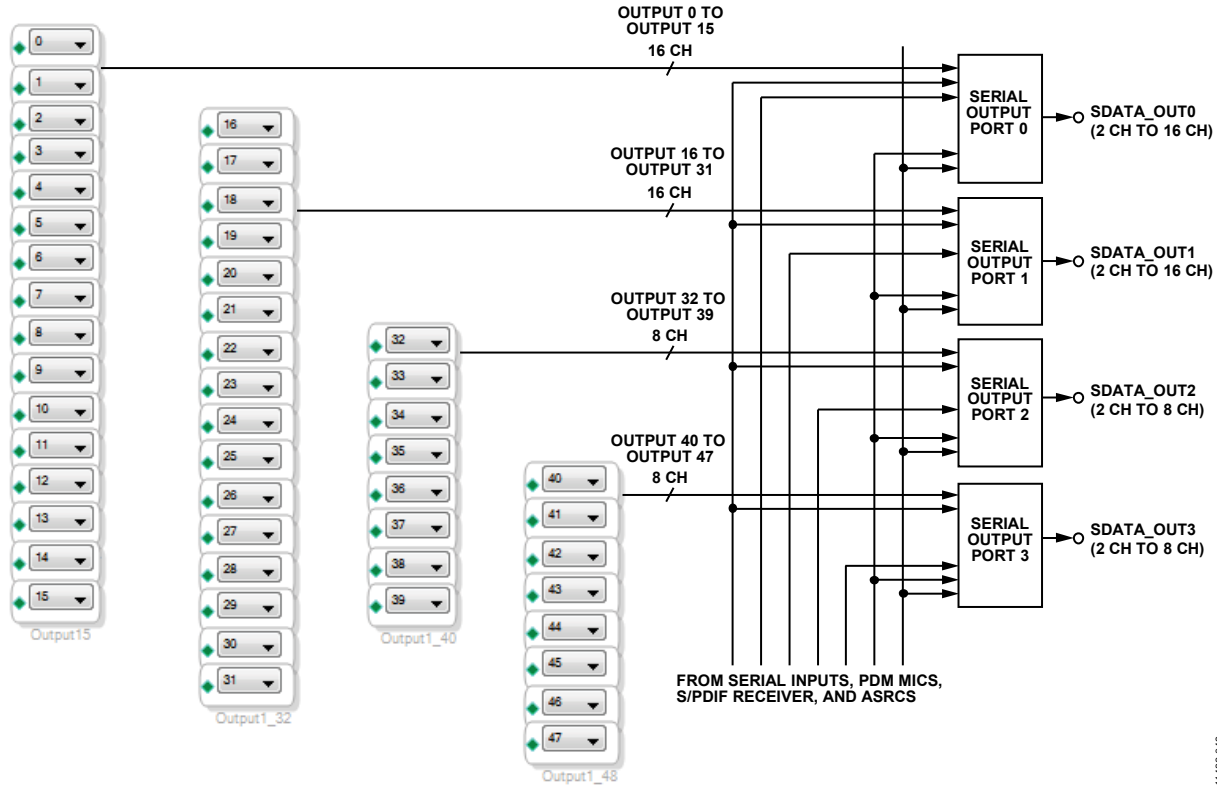 0
1
2
3
4
5
6
7
8
9
10
11
12
13
14
15
Output15
16
17
18
19
20
21
22
23
24
25
26
27
28
29
30
31
Output1_32
32
33
34
35
36
37
38
39
Output1_40
40
41
42
43
44
45
46
47
Output1_48
OUTPUT 0 TO
OUTPUT 15
16 CH
OUTPUT 16 TO
OUTPUT 31
16 CH
OUTPUT 32 TO
OUTPUT 39
8 CH
OUTPUT 40 TO
OUTPUT 47
8 CH
SERIAL
OUTPUT
PORT 0
SDATA_OUT0
(2 CH TO 16 CH)
SERIAL
OUTPUT
PORT 1
SDATA_OUT1
(2 CH TO 16 CH)
SERIAL
OUTPUT
PORT 2
SDATA_OUT2
(2 CH TO 8 CH)
SERIAL
OUTPUT
PORT 3
SDATA_OUT3
(2 CH TO 8 CH)
FROM SERIAL INPUTS, PDM MICS,
S/PDIF RECEIVER, AND ASRCS